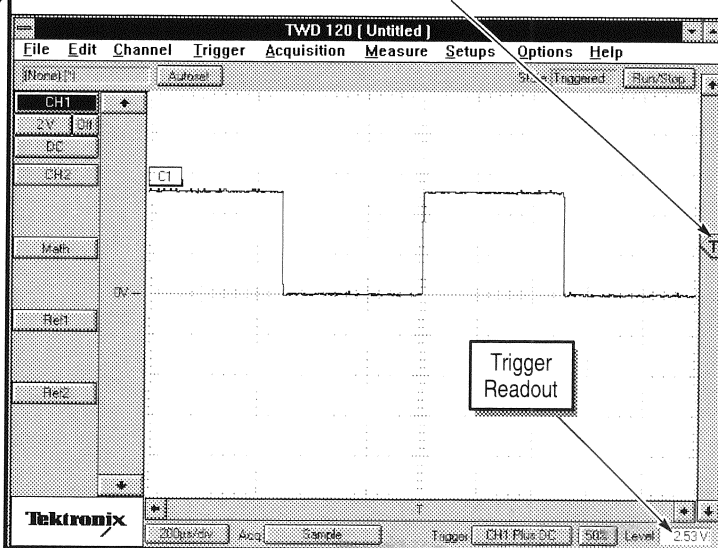 TWD 120 ( Untitled )
File Edit Channel Trigger Acquisition Measure Setups Options Help
(None) Autoset Triggered Run/Stop
CH1
2V Off
DC
CH2
C1
Math
0V
T
Ref1
Trigger
Readout
Ref2
T
Tektronix
200µs/div Acq Sample Trigger CH1 Plus DC 50% Level 2.53 V